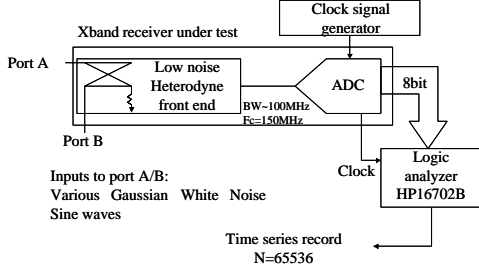 Clock signal
generator
Xband receiver under test
Port A
Low noise
Heterodyne
front end
ADC
8bit
BW~100MHz
Fc=150MHz
Port B
Clock
Logic
analyzer
HP16702B
Inputs to port A/B:
Various Gaussian White Noise
Sine waves
Time series record
N=65536